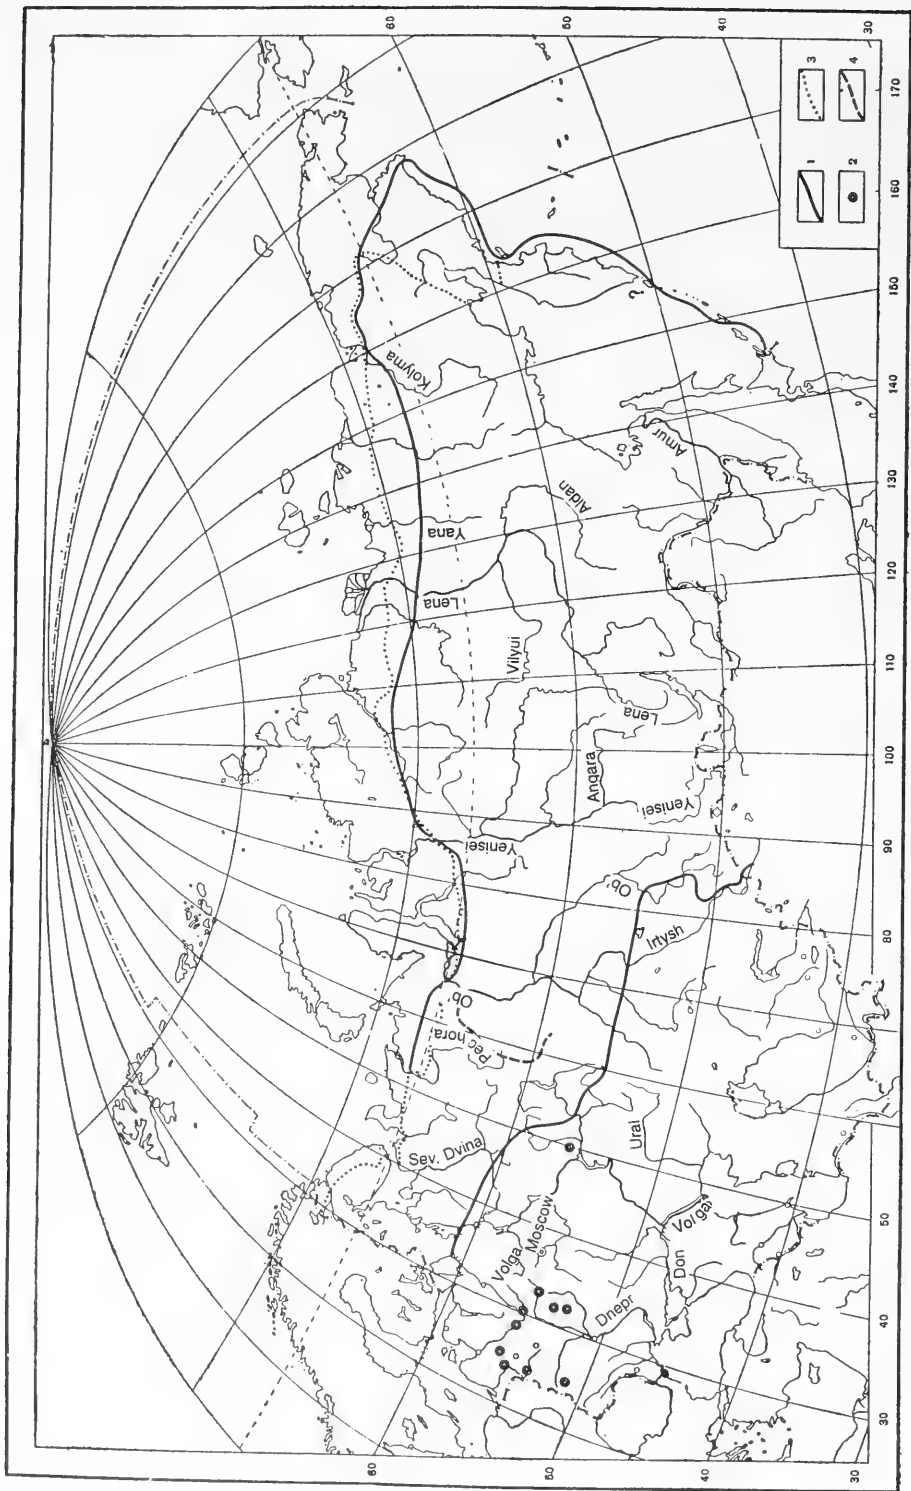 60
60
Kolyma
Yana
Lena
Sev. Dvina
Pechora
Ob
Yenisei
Vilyui
Aldan
Volga
Moscow
50
50
Angara
Lena
Amur
Dnepr
Ural
Ob
Irtysh
Yenisei
?
Don
Volga
40
1
3
2
4
30
30
30
40
50
80
90
100
110
120
130
140
150
160
170